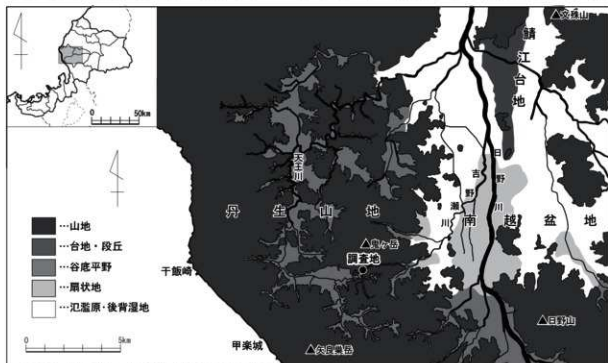 50km
文殊山
鯖江台地
天王川
日野川
吉野瀬川
丹生山地
南越盆地
鬼ヶ岳
調査地
…山地
…台地・段丘
…谷底平野
…扇状地
…氾濫原・後背湿地
干飯崎
甲楽城
日野山
矢良巣岳
0
5km